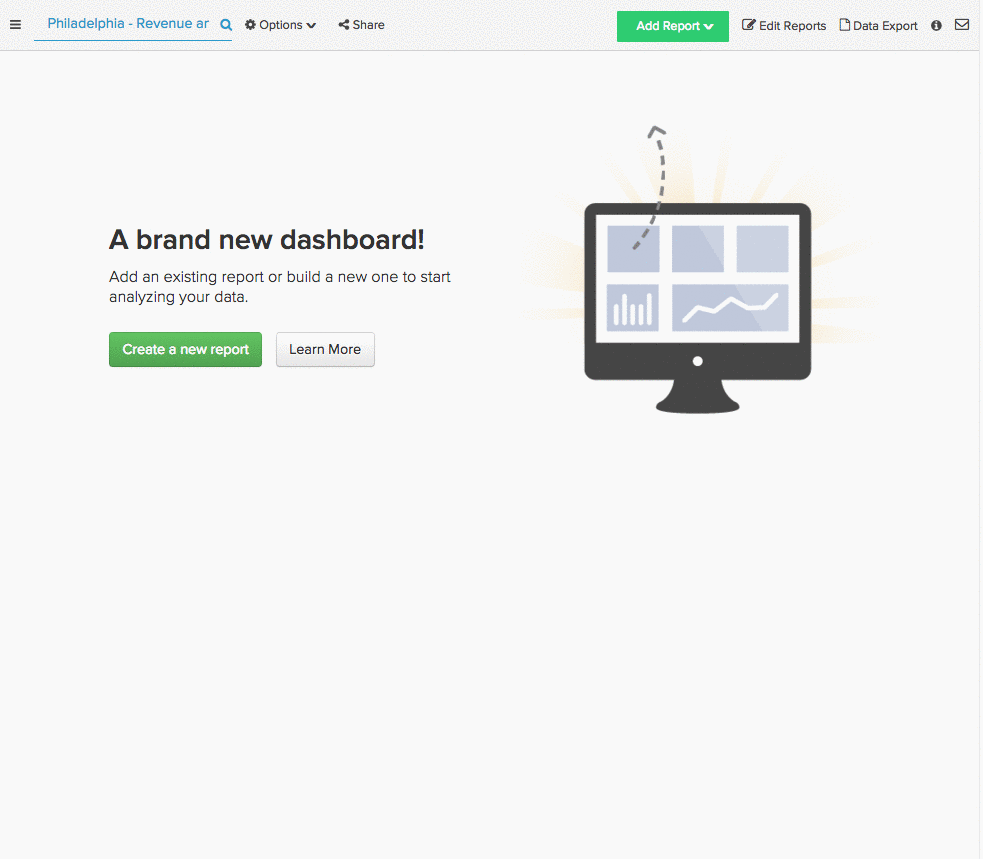 Philadelphia - Revenue ar Options Share Add Report Edit Reports Data Export
A brand new dashboard!
Add an existing report or build a new one to start
analyzing your data.
Create a new report Learn More